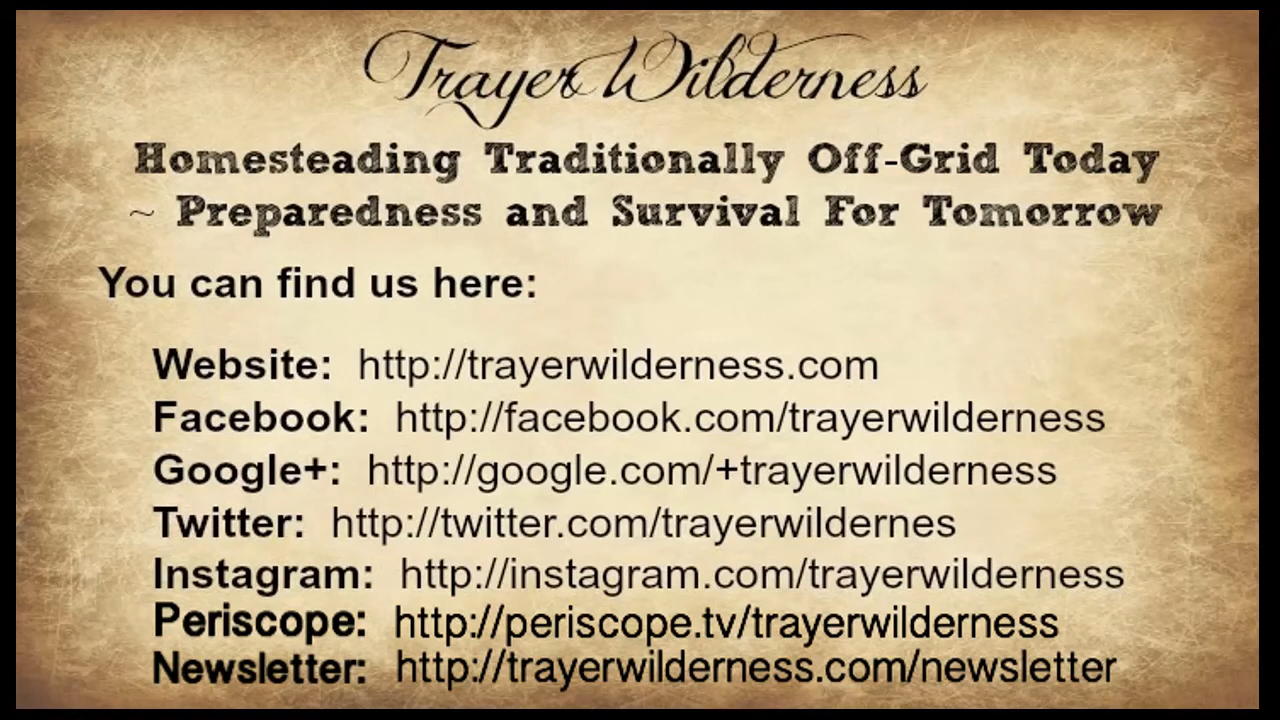 Trayer Wilderness
Homesteading Traditionally Off-Grid Today
~ Preparedness and Survival For Tomorrow
You can find us here:
Website: http://trayerwilderness.com
Facebook: http://facebook.com/trayerwilderness
Google+: http://google.com/+trayerwilderness
Twitter: http://twitter.com/trayerwildernes
Instagram: http://instagram.com/trayerwilderness
Periscope: http://periscope.tv/trayerwilderness
Newsletter: http://trayerwilderness.com/newsletter